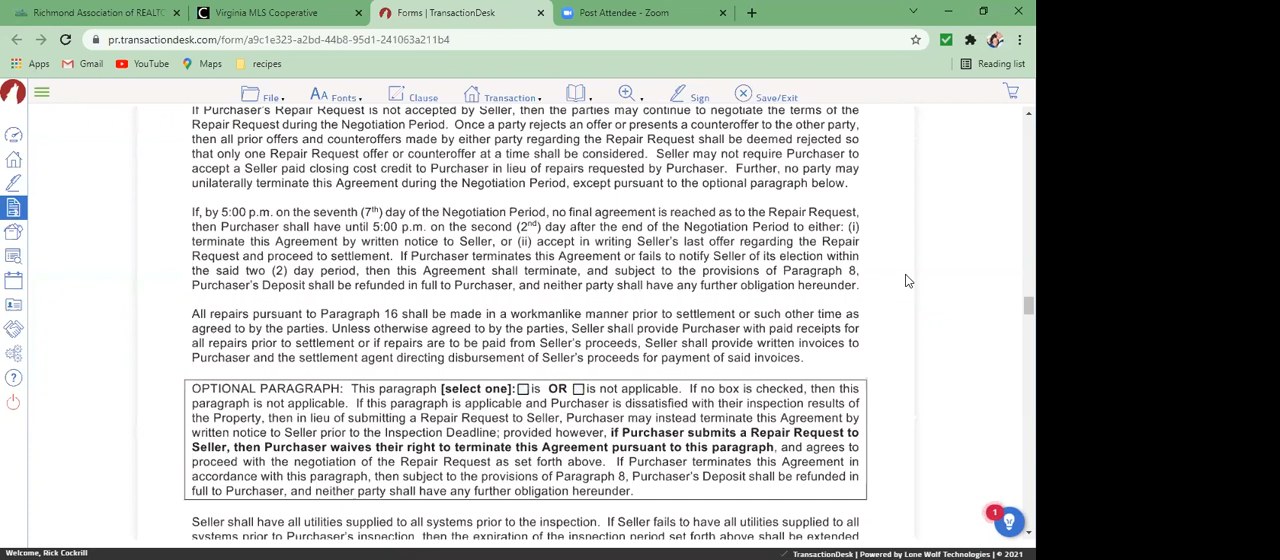 Richmond Association of REALTO
Virginia MLS Cooperative
Forms | TransactionDesk
Post Attendee - Zoom
pr.transactiondesk.com/form/a9c1e323-a2bd-44b8-95d1-241063a211b4
Apps
Gmail
YouTube
Maps
recipes
Reading list
File
Fonts
Clause
Transaction
Sign
Save/Exit
If Purchaser's Repair Request is not accepted by Seller, then the parties may continue to negotiate the terms of the
Repair Request during the Negotiation Period. Once a party rejects an offer or presents a counteroffer to the other party,
then all prior offers and counteroffers made by either party regarding the Repair Request shall be deemed rejected so
that only one Repair Request offer or counteroffer at a time shall be considered. Seller may not require Purchaser to
accept a Seller paid closing cost credit to Purchaser in lieu of repairs requested by Purchaser. Further, no party may
unilaterally terminate this Agreement during the Negotiation Period, except pursuant to the optional paragraph below.
If, by 5:00 p.m. on the seventh (7th) day of the Negotiation Period, no final agreement is reached as to the Repair Request,
then Purchaser shall have until 5:00 p.m. on the second (2nd) day after the end of the Negotiation Period to either: (i)
terminate this Agreement by written notice to Seller, or (ii) accept in writing Seller's last offer regarding the Repair
Request and proceed to settlement. If Purchaser terminates this Agreement or fails to notify Seller of its election within
the said two (2) day period, then this Agreement shall terminate, and subject to the provisions of Paragraph 8,
Purchaser's Deposit shall be refunded in full to Purchaser, and neither party shall have any further obligation hereunder.
All repairs pursuant to Paragraph 16 shall be made in a workmanlike manner prior to settlement or such other time as
agreed to by the parties. Unless otherwise agreed to by the parties, Seller shall provide Purchaser with paid receipts for
all repairs prior to settlement or if repairs are to be paid from Seller's proceeds, Seller shall provide written invoices to
Purchaser and the settlement agent directing disbursement of Seller's proceeds for payment of said invoices.
OPTIONAL PARAGRAPH: This paragraph [select one]: is OR is not applicable. If no box is checked, then this
paragraph is not applicable. If this paragraph is applicable and Purchaser is dissatisfied with their inspection results of
the Property, then in lieu of submitting a Repair Request to Seller, Purchaser may instead terminate this Agreement by
written notice to Seller prior to the Inspection Deadline; provided however, if Purchaser submits a Repair Request to
Seller, then Purchaser waives their right to terminate this Agreement pursuant to this paragraph, and agrees to
proceed with the negotiation of the Repair Request as set forth above. If Purchaser terminates this Agreement in
accordance with this paragraph, then subject to the provisions of Paragraph 8, Purchaser's Deposit shall be refunded in
full to Purchaser, and neither party shall have any further obligation hereunder.
Seller shall have all utilities supplied to all systems prior to the inspection. If Seller fails to have all utilities supplied to all
systems prior to Purchaser's inspection, then the expiration of the inspection period set forth above shall be extended
1
Welcome, Rick Cockrill
TransactionDesk | Powered by Lone Wolf Technologies | © 2021